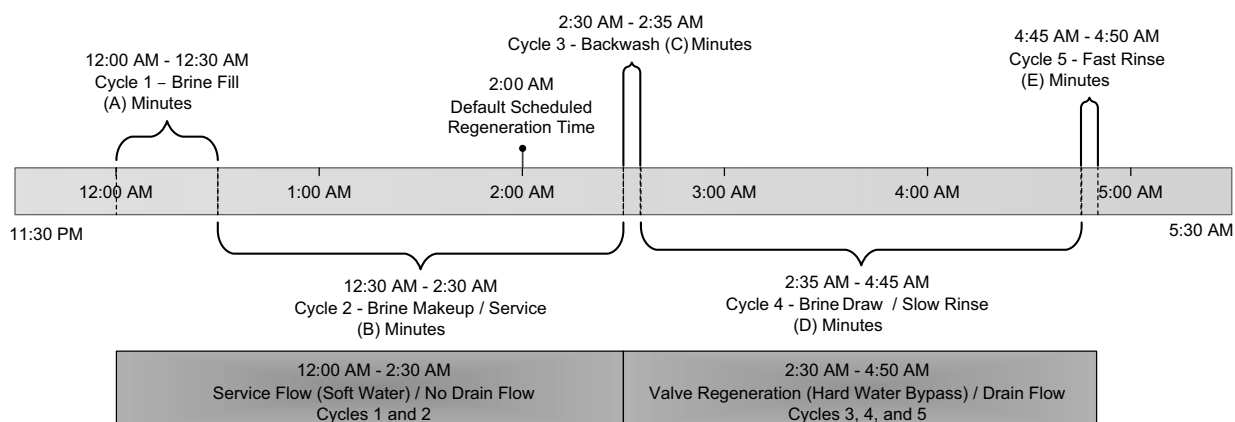 2:30 AM - 2:35 AM
Cycle 3 - Backwash (C) Minutes
4:45 AM - 4:50 AM
Cycle 5 - Fast Rinse
(E) Minutes
12:00 AM - 12:30 AM
Cycle 1 – Brine Fill
(A) Minutes
2:00 AM
Default Scheduled
Regeneration Time
12:00 AM
1:00 AM
2:00 AM
3:00 AM
4:00 AM
5:00 AM
11:30 PM
5:30 AM
12:30 AM - 2:30 AM
Cycle 2 - Brine Makeup / Service
(B) Minutes
2:35 AM - 4:45 AM
Cycle 4 - Brine Draw / Slow Rinse
(D) Minutes
12:00 AM - 2:30 AM
Service Flow (Soft Water) / No Drain Flow
Cycles 1 and 2
2:30 AM - 4:50 AM
Valve Regeneration (Hard Water Bypass) / Drain Flow
Cycles 3, 4, and 5